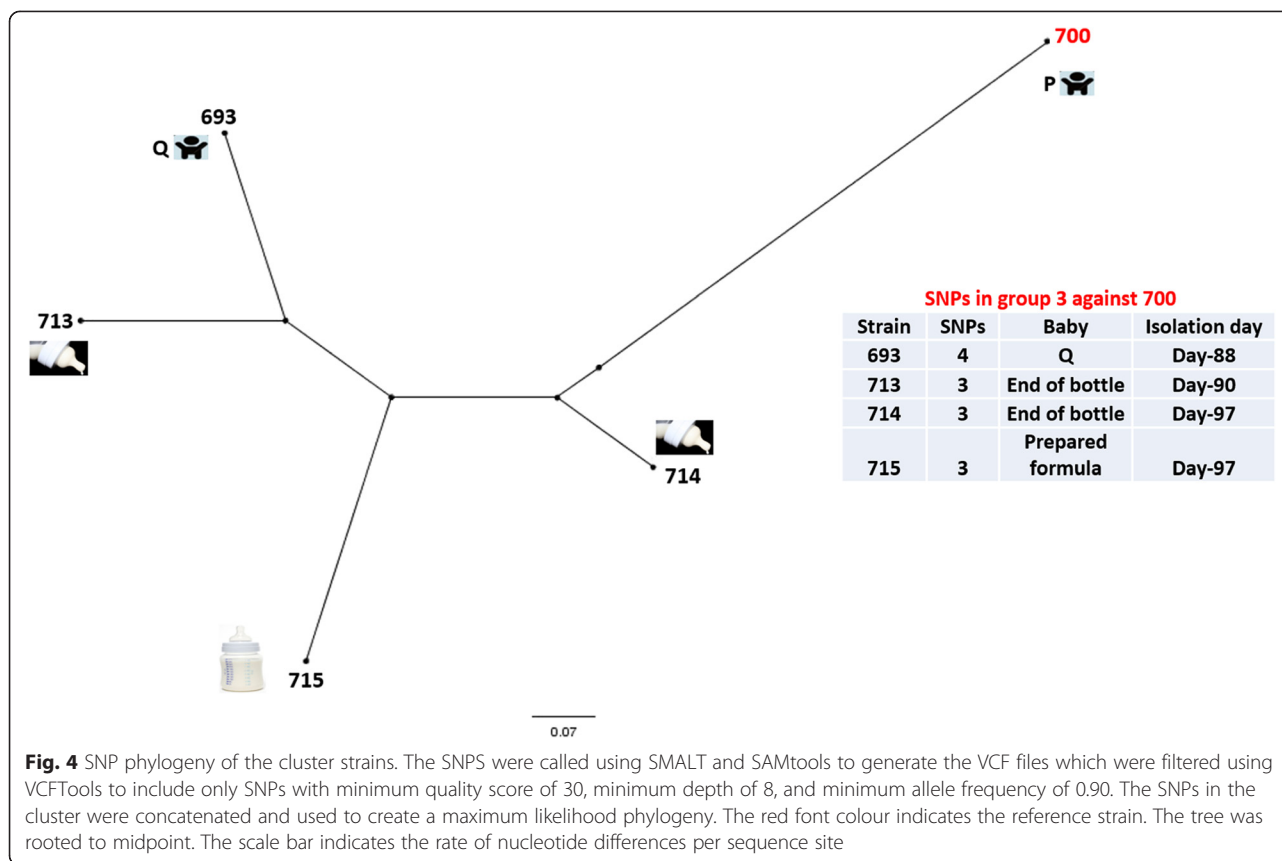 700
P
693
Q
713
714
715
0.07
SNPs in group 3 against 700
Strain SNPs Baby Isolation day
693 4 Q Day-88
713 3 End of bottle Day-90
714 3 End of bottle Day-97
715 3 Prepared formula Day-97
Fig. 4 SNP phylogeny of the cluster strains. The SNPS were called using SMALT and SAMtools to generate the VCF files which were filtered using
VCFTools to include only SNPs with minimum quality score of 30, minimum depth of 8, and minimum allele frequency of 0.90. The SNPs in the
cluster were concatenated and used to create a maximum likelihood phylogeny. The red font colour indicates the reference strain. The tree was
rooted to midpoint. The scale bar indicates the rate of nucleotide differences per sequence site